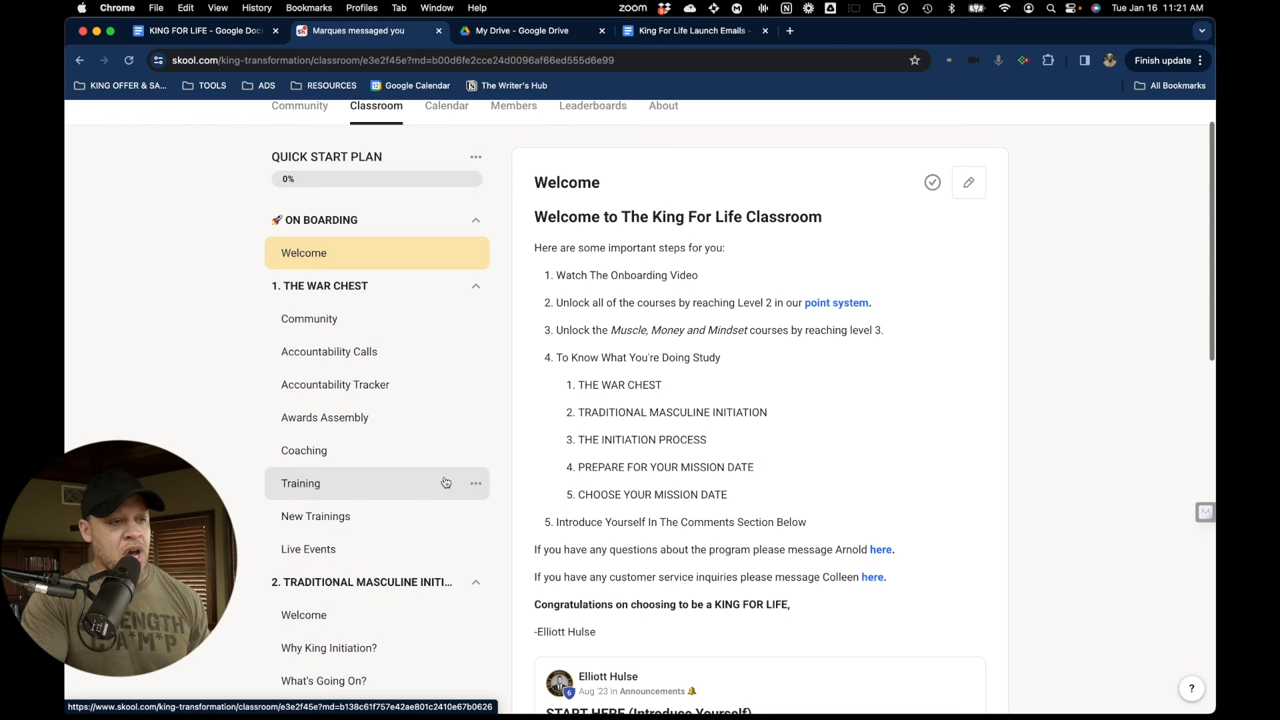 Chrome File Edit View History Bookmarks Profiles Tab Window Help zoom Tue Jan 16 11:21 AM
KING FOR LIFE - Google Doc Marques messaged you My Drive - Google Drive King For Life Launch Emails -
skool.com/king-transformation/classroom/e3e2f45e?md=b00d6fe2cce24d0096af66ed555d6e99 Finish update
KING OFFER & SA... TOOLS ADS RESOURCES Google Calendar The Writer's Hub All Bookmarks
Community Classroom Calendar Members Leaderboards About
QUICK START PLAN
0%
🚀 ON BOARDING
Welcome
1. THE WAR CHEST
Community
Accountability Calls
Accountability Tracker
Awards Assembly
Coaching
Training
New Trainings
Live Events
2. TRADITIONAL MASCULINE INITI...
Welcome
Why King Initiation?
What's Going On?
Welcome
Welcome to The King For Life Classroom
Here are some important steps for you:
1. Watch The Onboarding Video
2. Unlock all of the courses by reaching Level 2 in our point system.
3. Unlock the Muscle, Money and Mindset courses by reaching level 3.
4. To Know What You're Doing Study
1. THE WAR CHEST
2. TRADITIONAL MASCULINE INITIATION
3. THE INITIATION PROCESS
4. PREPARE FOR YOUR MISSION DATE
5. CHOOSE YOUR MISSION DATE
5. Introduce Yourself In The Comments Section Below
If you have any questions about the program please message Arnold here.
If you have any customer service inquiries please message Colleen here.
Congratulations on choosing to be a KING FOR LIFE,
-Elliott Hulse
Elliott Hulse
6
Aug '23 in Announcements 🔔
START HERE (Introduce Yourself)
?
https://www.skool.com/king-transformation/classroom/e3e2f45e?md=b138c61f757e42ae801c2410e67b0626